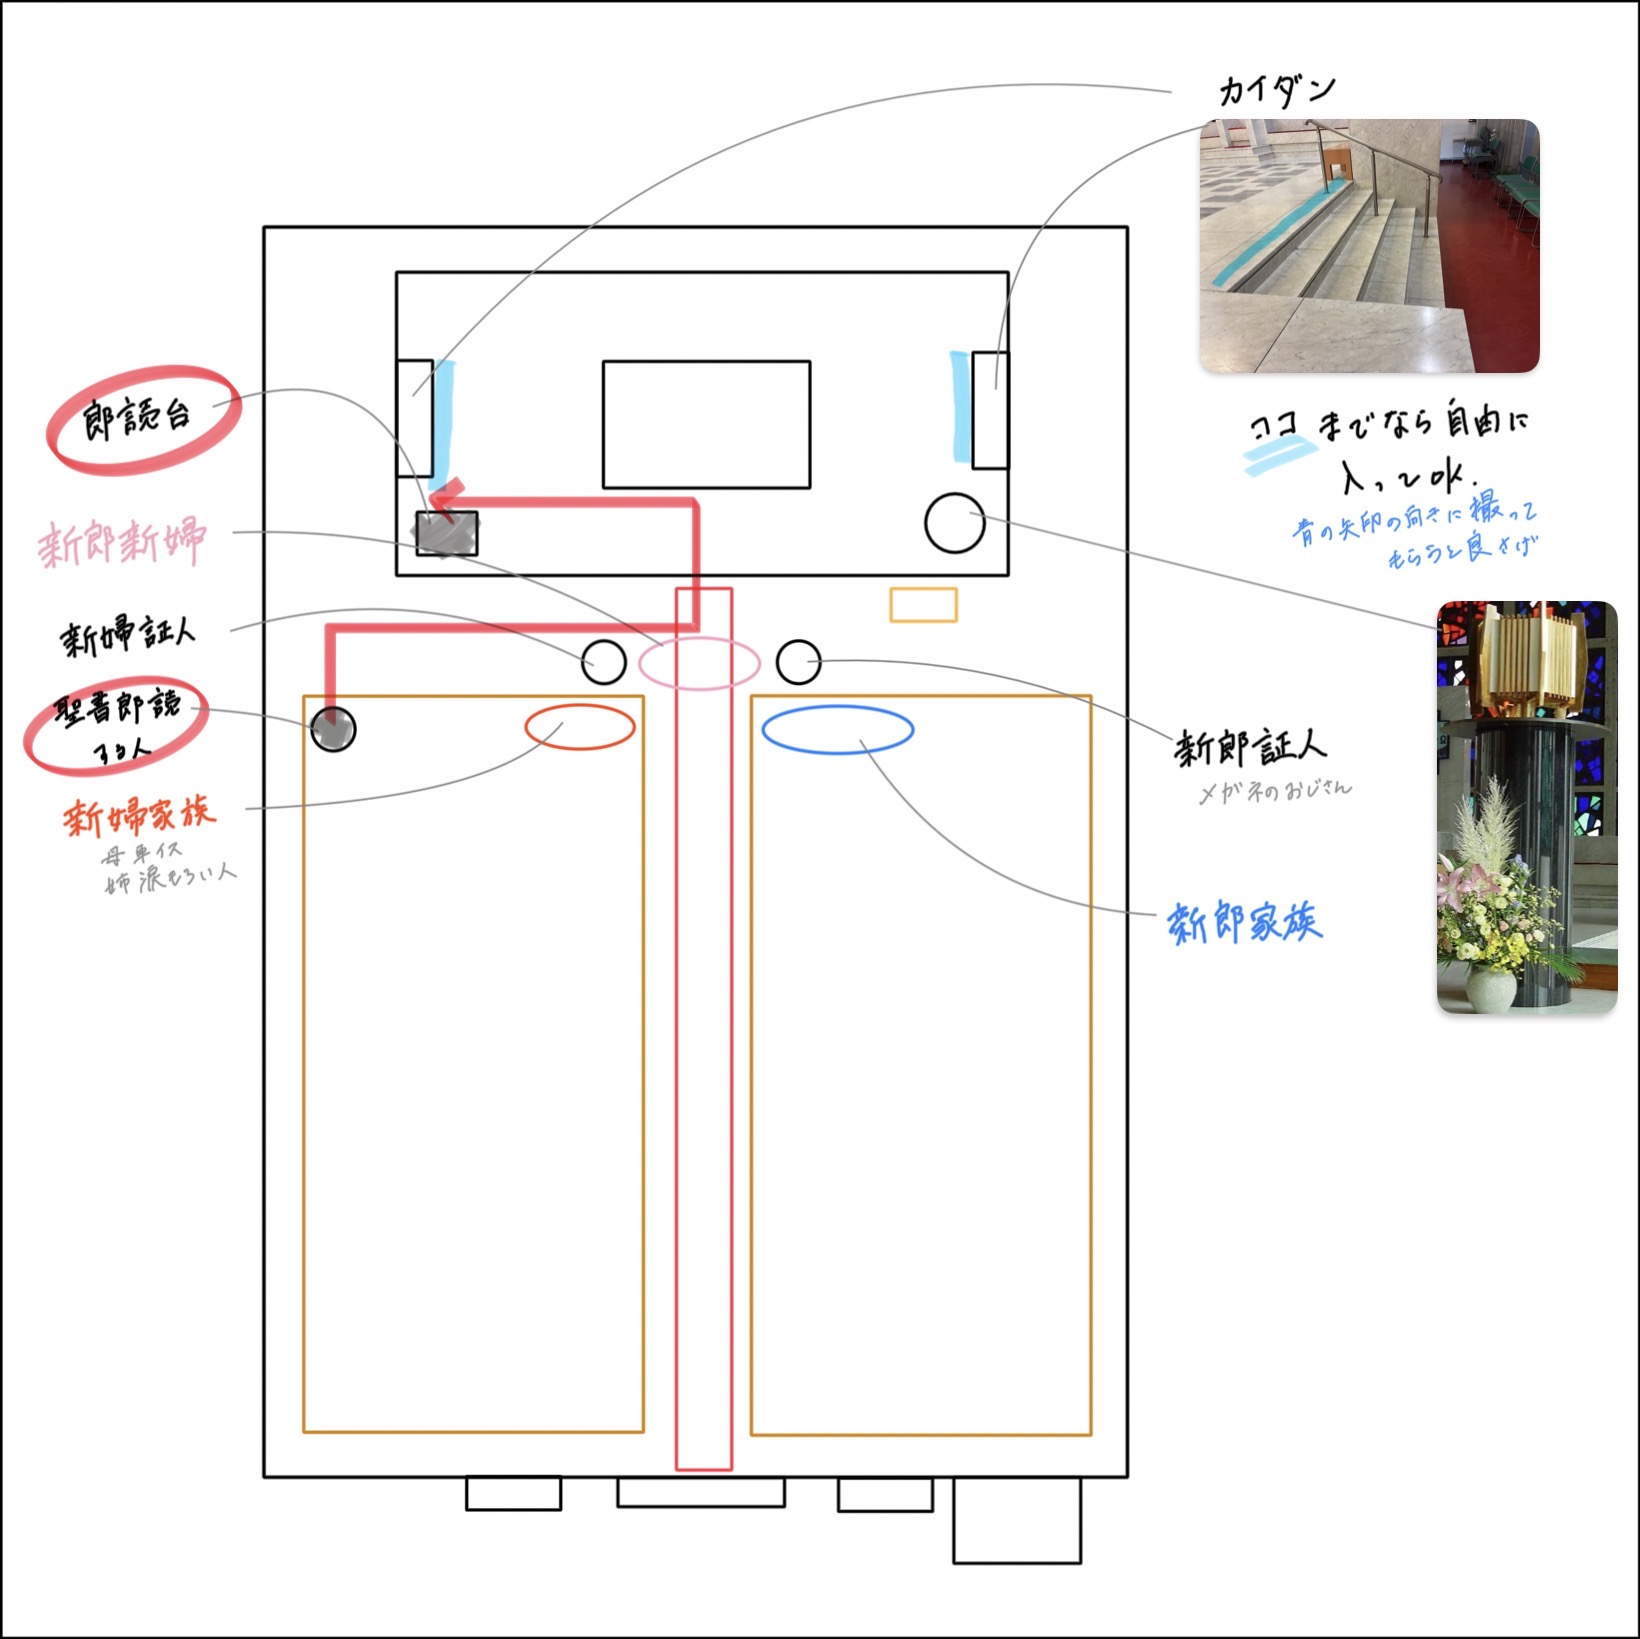 カイダン
ココまでなら自由に
入ってOK.
青の矢印の向きに撮って
もらうと良さげ
郎読台
新郎新婦
新婦証人
聖書郎読
する人
新婦家族
母車イス
姉涙もろい人
新郎証人
メガネのおじさん
新郎家族